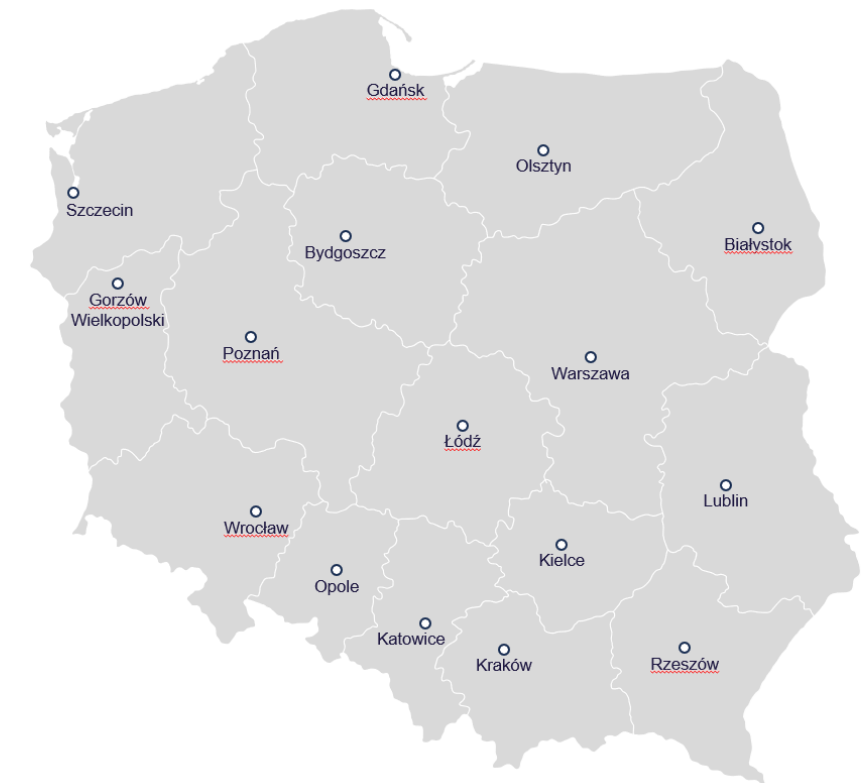 Gdańsk
Olsztyn
Szczecin
Białystok
Bydgoszcz
Gorzów
Wielkopolski
Poznań
Warszawa
Łódź
Lublin
Wrocław
Kielce
Opole
Katowice
Kraków
Rzeszów